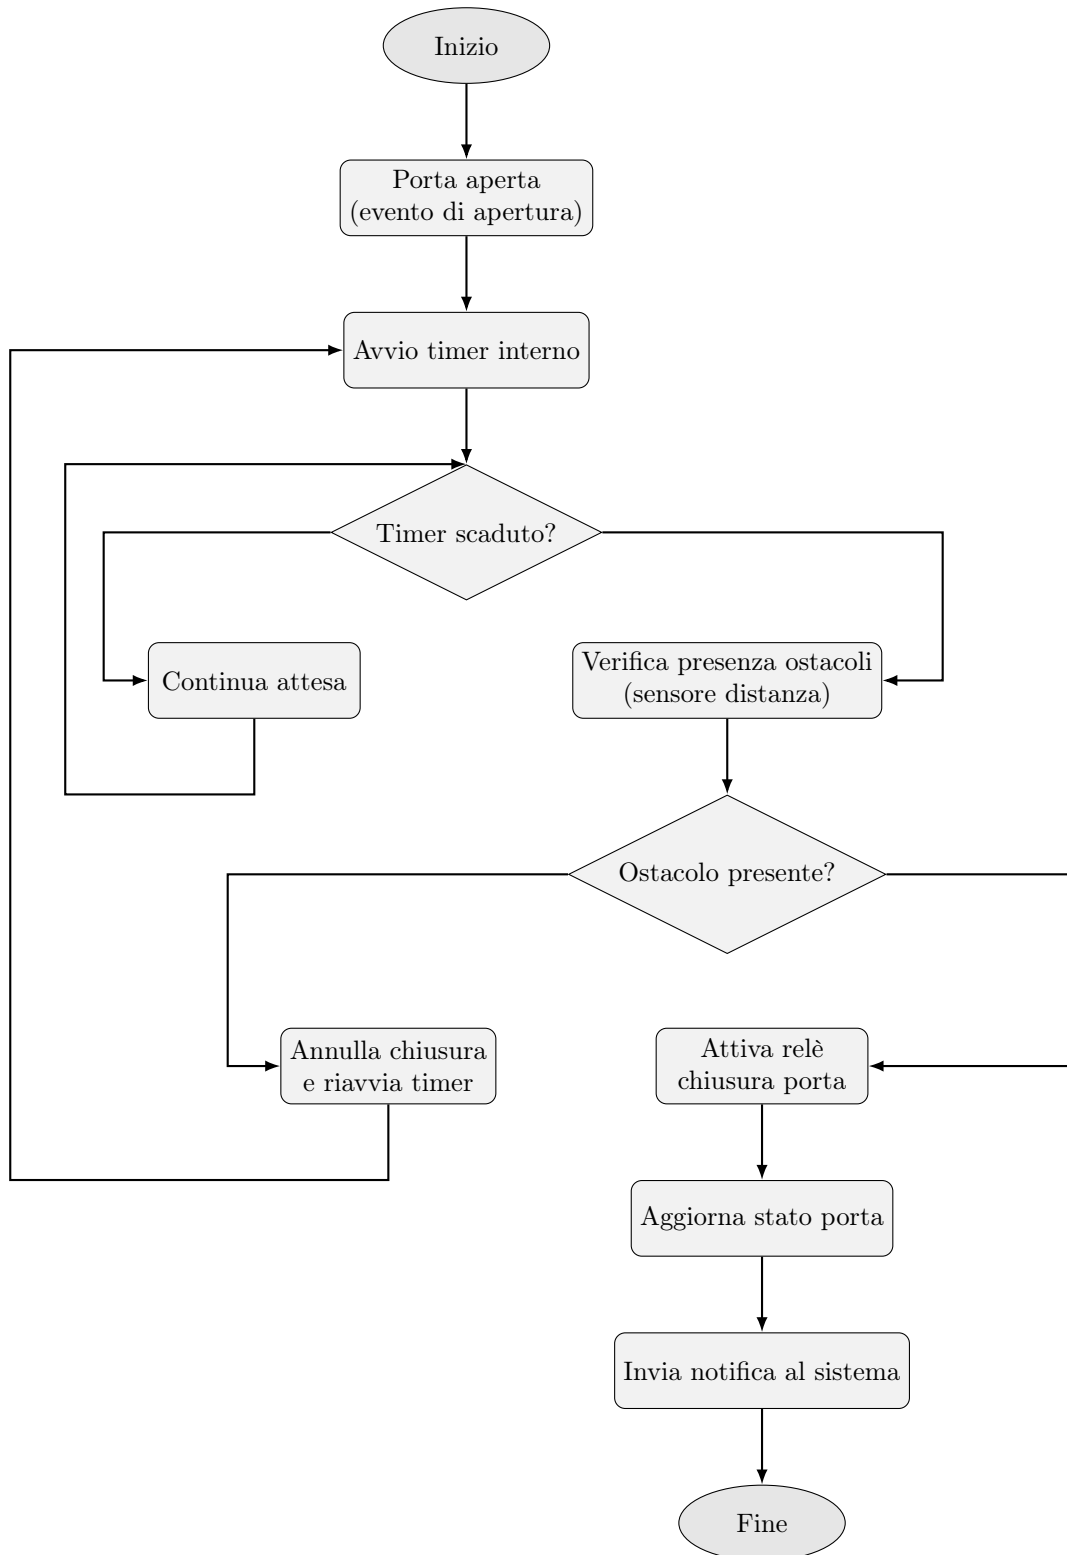 Inizio
Porta aperta
(evento di apertura)
Avvio timer interno
Timer scaduto?
Continua attesa
Verifica presenza ostacoli
(sensore distanza)
Ostacolo presente?
Annulla chiusura
e riavvia timer
Attiva relè
chiusura porta
Aggiorna stato porta
Invia notifica al sistema
Fine